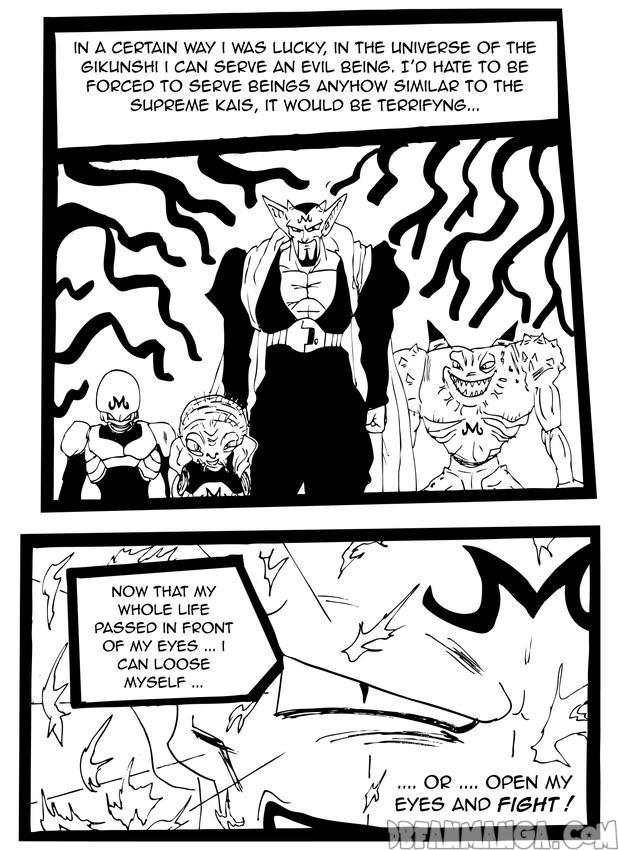 IN A CERTAIN WAY I WAS LUCKY, IN THE UNIVERSE OF THE
GIKUNSHI I CAN SERVE AN EVIL BEING. I'D HATE TO BE
FORCED TO SERVE BEINGS ANYHOW SIMILAR TO THE
SUPREME KAIS, IT WOULD BE TERRIFYNG...
M
M
M
NOW THAT MY
WHOLE LIFE
PASSED IN FRONT
OF MY EYES ... I
CAN LOOSE
MYSELF ...
M
.... OR .... OPEN MY
EYES AND FIGHT !
DBFANMANGA.COM